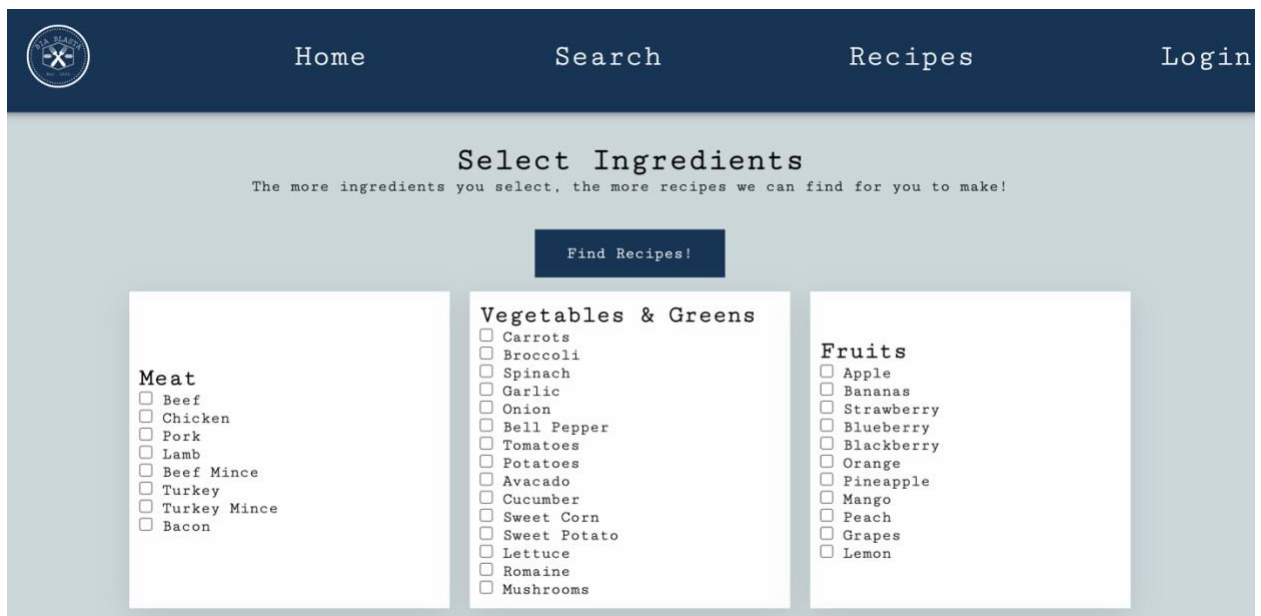 BIA BLASTA
Home
Search
Recipes
Login
Select Ingredients
The more ingredients you select, the more recipes we can find for you to make!
Find Recipes!
Meat
Beef
Chicken
Pork
Lamb
Beef Mince
Turkey
Turkey Mince
Bacon
Vegetables & Greens
Carrots
Broccoli
Spinach
Garlic
Onion
Bell Pepper
Tomatoes
Potatoes
Avacado
Cucumber
Sweet Corn
Sweet Potato
Lettuce
Romaine
Mushrooms
Fruits
Apple
Bananas
Strawberry
Blueberry
Blackberry
Orange
Pineapple
Mango
Peach
Grapes
Lemon